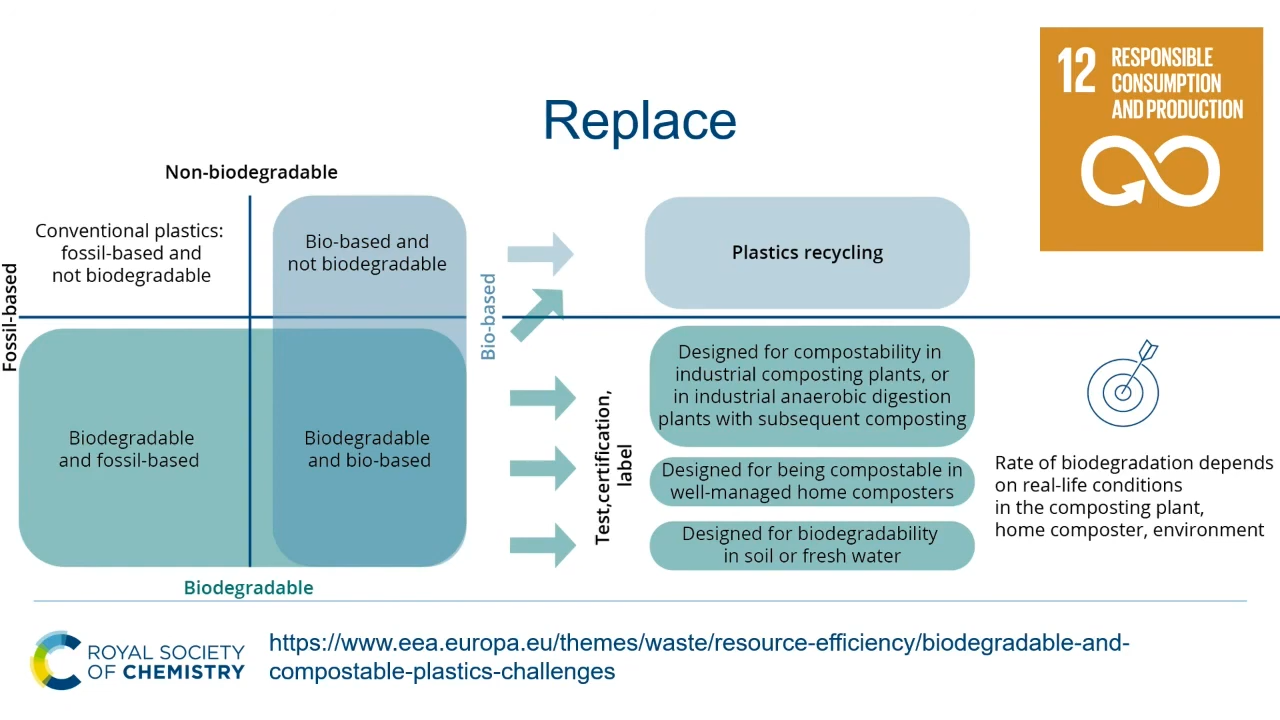 Replace
12 RESPONSIBLE
CONSUMPTION
AND PRODUCTION
Non-biodegradable
Conventional plastics:
fossil-based and
not biodegradable
Bio-based and
not biodegradable
Fossil-based
Bio-based
Biodegradable
and fossil-based
Biodegradable
and bio-based
Biodegradable
Plastics recycling
Test,certification,
label
Designed for compostability in
industrial composting plants, or
in industrial anaerobic digestion
plants with subsequent composting
Designed for being compostable in
well-managed home composters
Designed for biodegradability
in soil or fresh water
Rate of biodegradation depends
on real-life conditions
in the composting plant,
home composter, environment
ROYAL SOCIETY
OF CHEMISTRY
https://www.eea.europa.eu/themes/waste/resource-efficiency/biodegradable-and-
compostable-plastics-challenges